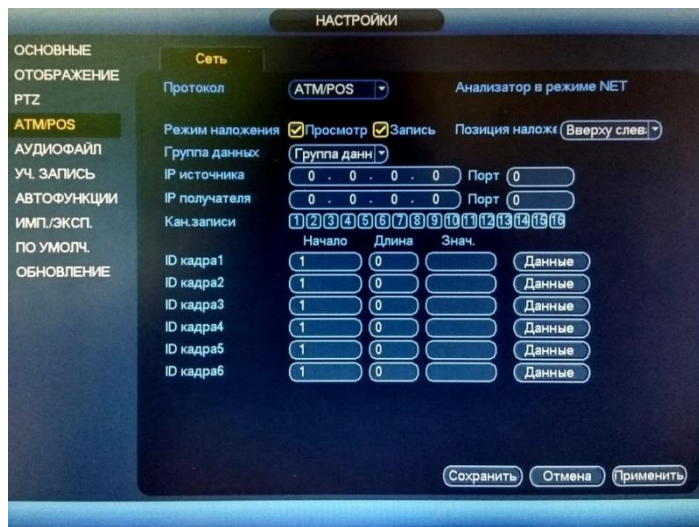 НАСТРОЙКИ
ОСНОВНЫЕ
ОТОБРАЖЕНИЕ
PTZ
ATM/POS
АУДИОФАЙЛ
УЧ. ЗАПИСЬ
АВТОФУНКЦИИ
ИМП./ЭКСП.
ПО УМОЛЧ.
ОБНОВЛЕНИЕ
Сеть
Протокол ATM/POS Анализатор в режиме NET
Режим наложения Просмотр Запись Позиция наложе Вверху слев.
Группа данных Группа данн
IP источника 0 . 0 . 0 . 0 Порт 0
IP получателя 0 . 0 . 0 . 0 Порт 0
Кан.записи 1 2 3 4 5 6 7 8 9 10 11 12 13 14 15 16
Начало Длина Знач.
ID кадра1 1 0 Данные
ID кадра2 1 0 Данные
ID кадра3 1 0 Данные
ID кадра4 1 0 Данные
ID кадра5 1 0 Данные
ID кадра6 1 0 Данные
Сохранить Отмена Применить